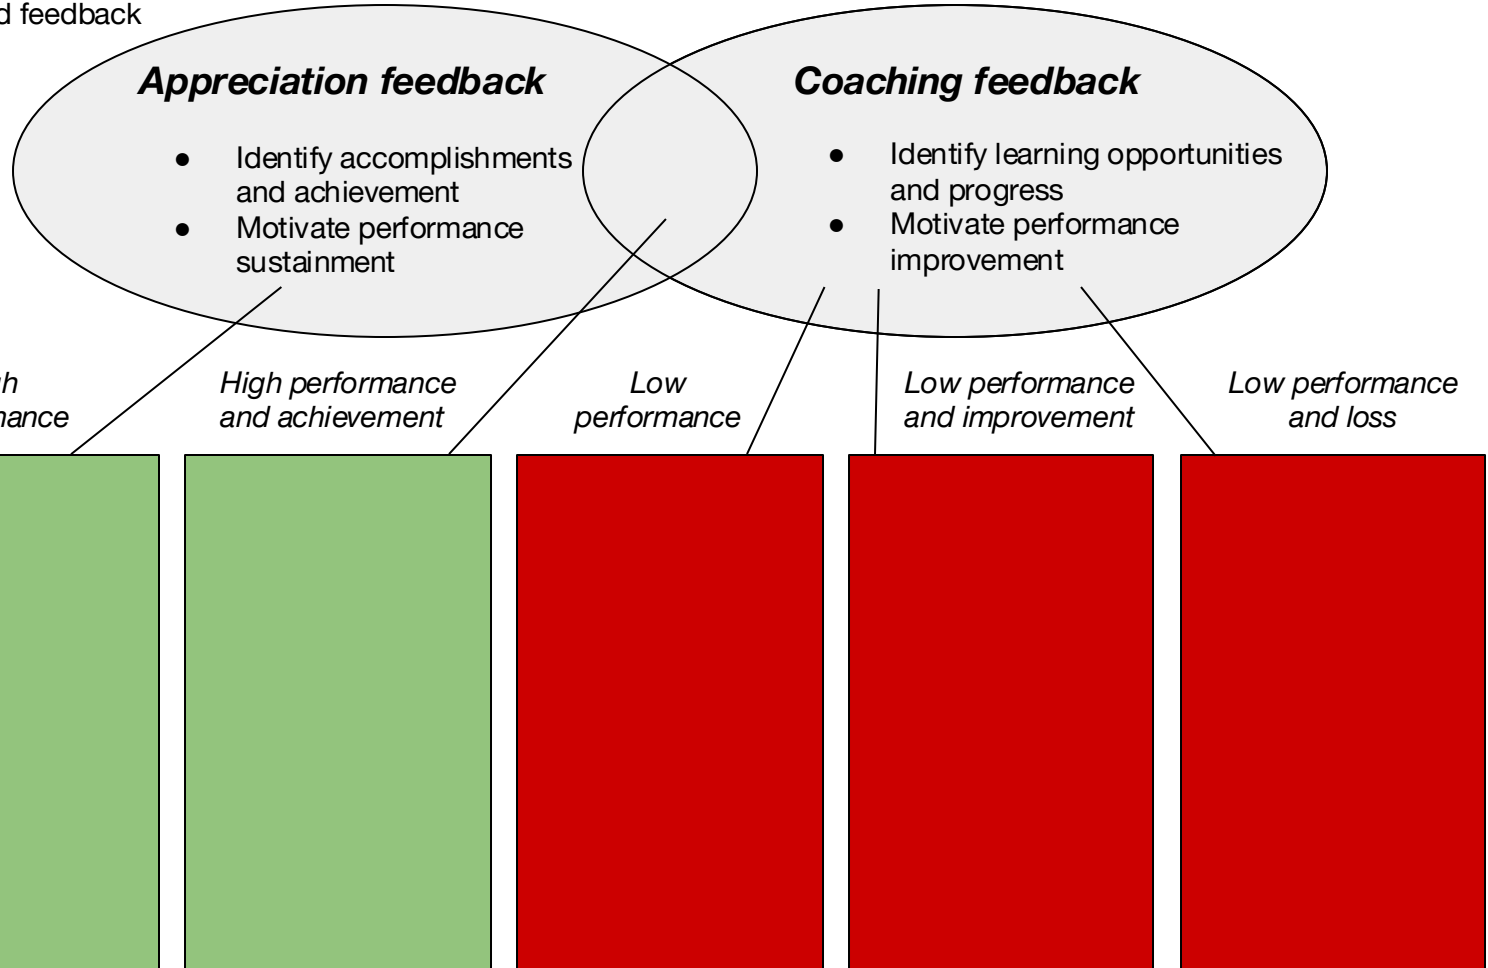 feedback
Appreciation feedback
● Identify accomplishments
and achievement
● Motivate performance
sustainment
Coaching feedback
● Identify learning opportunities
and progress
● Motivate performance
improvement
High performance
and achievement
Low
performance
Low performance
and improvement
Low performance
and loss